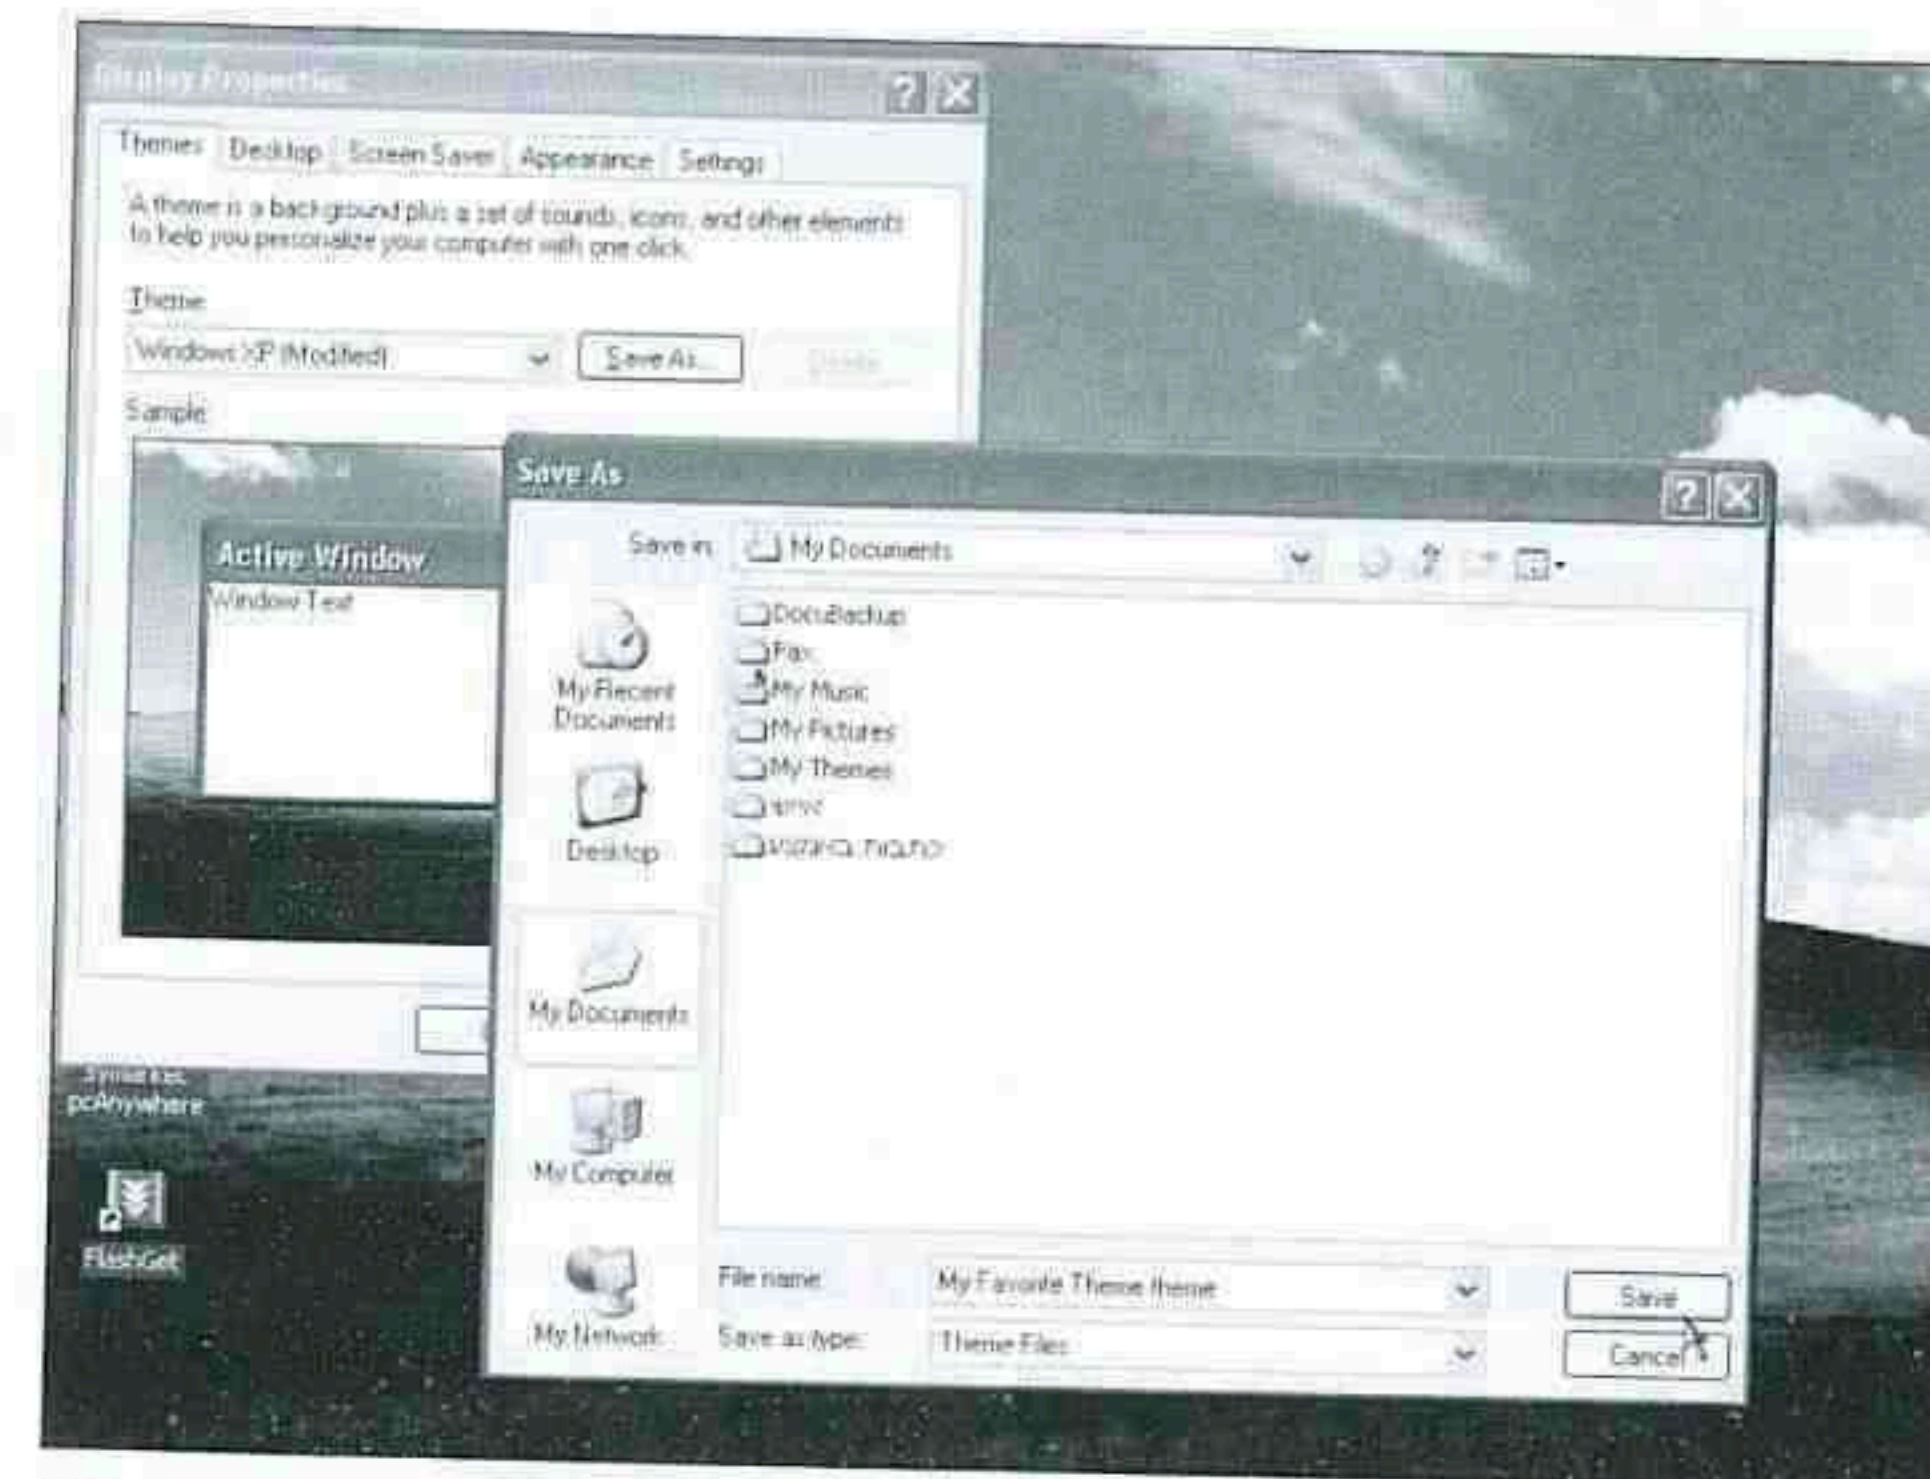 Display Properties
Themes Desktop Screen Saver Appearance Settings
A theme is a background plus a set of sounds, icons, and other elements
to help you personalize your computer with one click.
Theme
Windows XP (Modified) Save As... Delete
Sample:
Active Window
Window Text
Save As
Save in: My Documents
DocuBackup
Fax
My Music
My Pictures
My Themes
My Recent
Documents
Desktop
My Documents
My Computer
My Network
File name: My Favorite Theme.theme Save
Save as type: Theme Files Cancel
Symantec
pcAnywhere
FlashGet